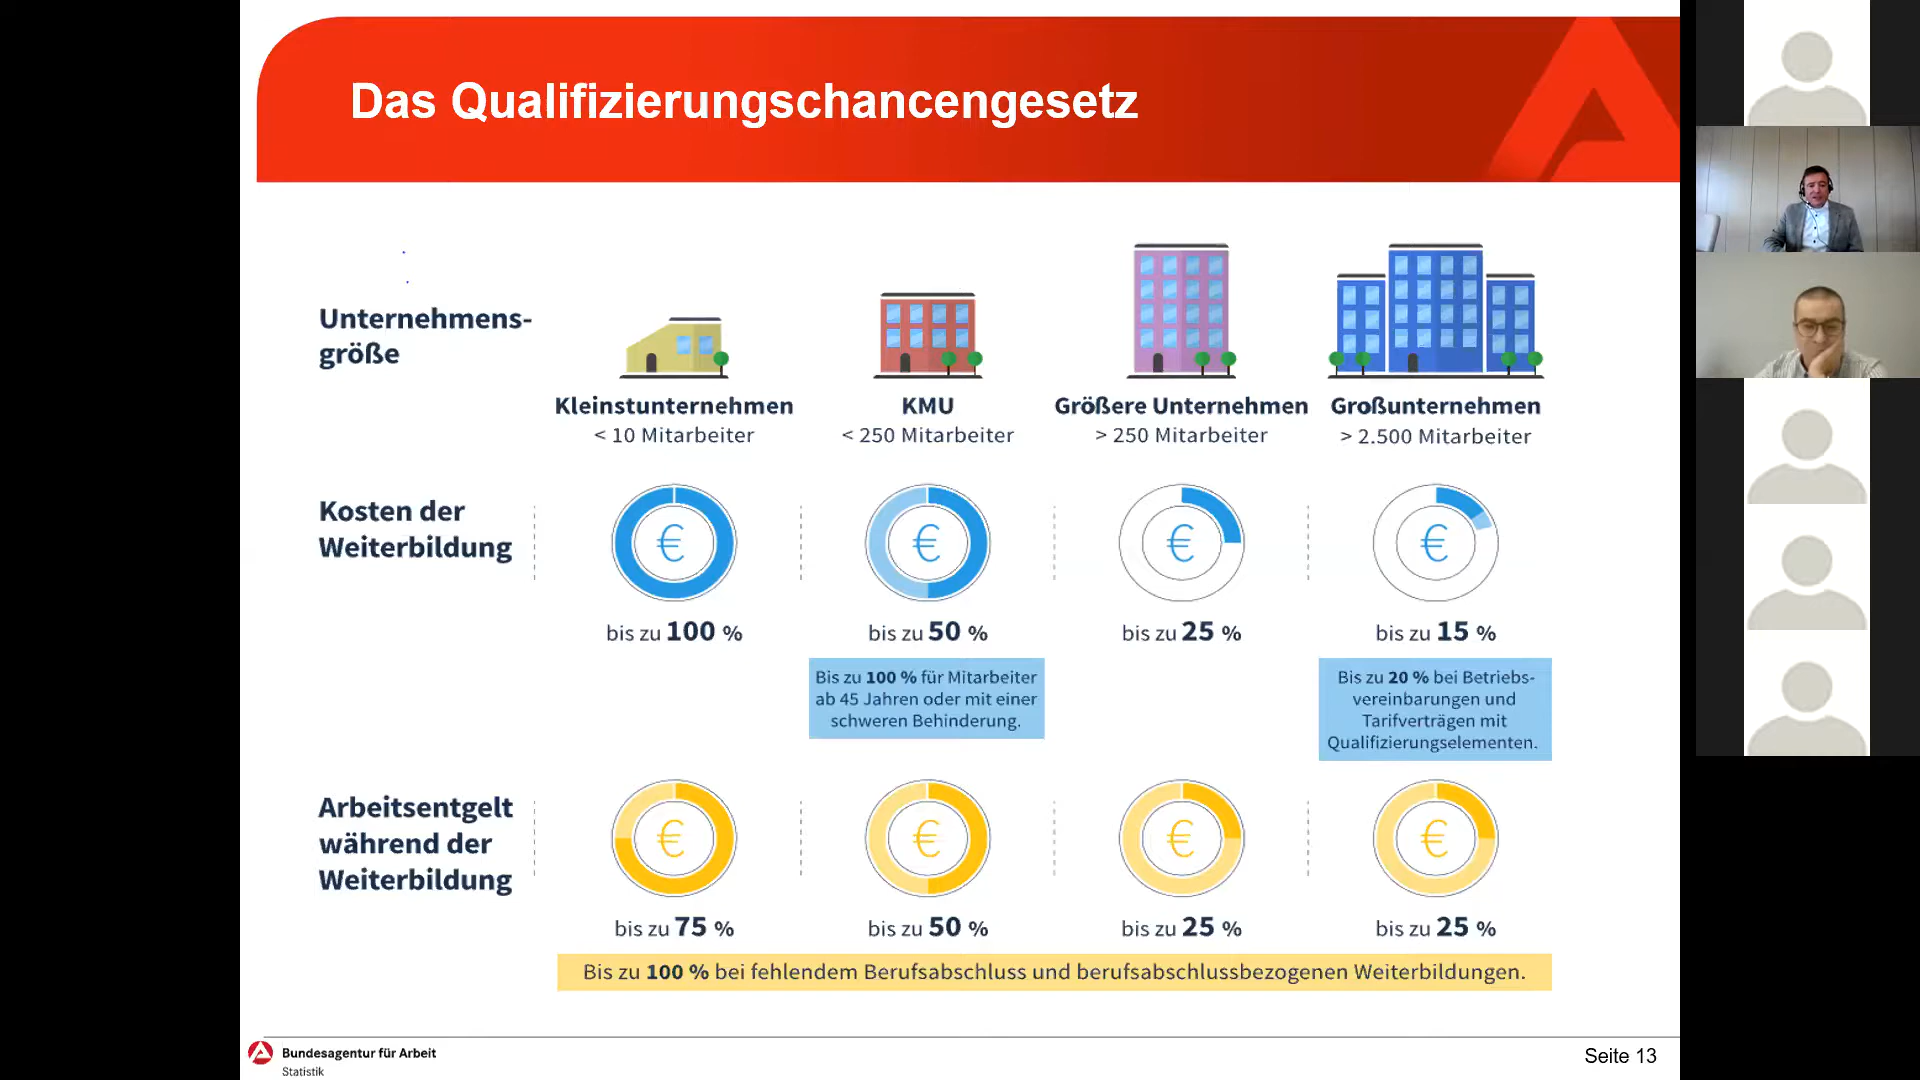 Das Qualifizierungschancengesetz
Unternehmens-
größe
Kleinstunternehmen
< 10 Mitarbeiter
KMU
< 250 Mitarbeiter
Größere Unternehmen
> 250 Mitarbeiter
Großunternehmen
> 2.500 Mitarbeiter
Kosten der
Weiterbildung
€
€
€
€
bis zu 100 %
bis zu 50 %
bis zu 25 %
bis zu 15 %
Bis zu 100 % für Mitarbeiter
ab 45 Jahren oder mit einer
schweren Behinderung.
Bis zu 20 % bei Betriebs-
vereinbarungen und
Tarifverträgen mit
Qualifizierungselementen.
Arbeitsentgelt
während der
Weiterbildung
€
€
€
€
bis zu 75 %
bis zu 50 %
bis zu 25 %
bis zu 25 %
Bis zu 100 % bei fehlendem Berufsabschluss und berufsabschlussbezogenen Weiterbildungen.
Bundesagentur für Arbeit
Statistik
Seite 13